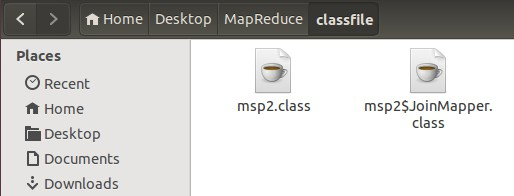 Home Desktop MapReduce classfile
Places
Recent
Home
Desktop
Documents
Downloads
msp2.class
msp2$JoinMapper.
class